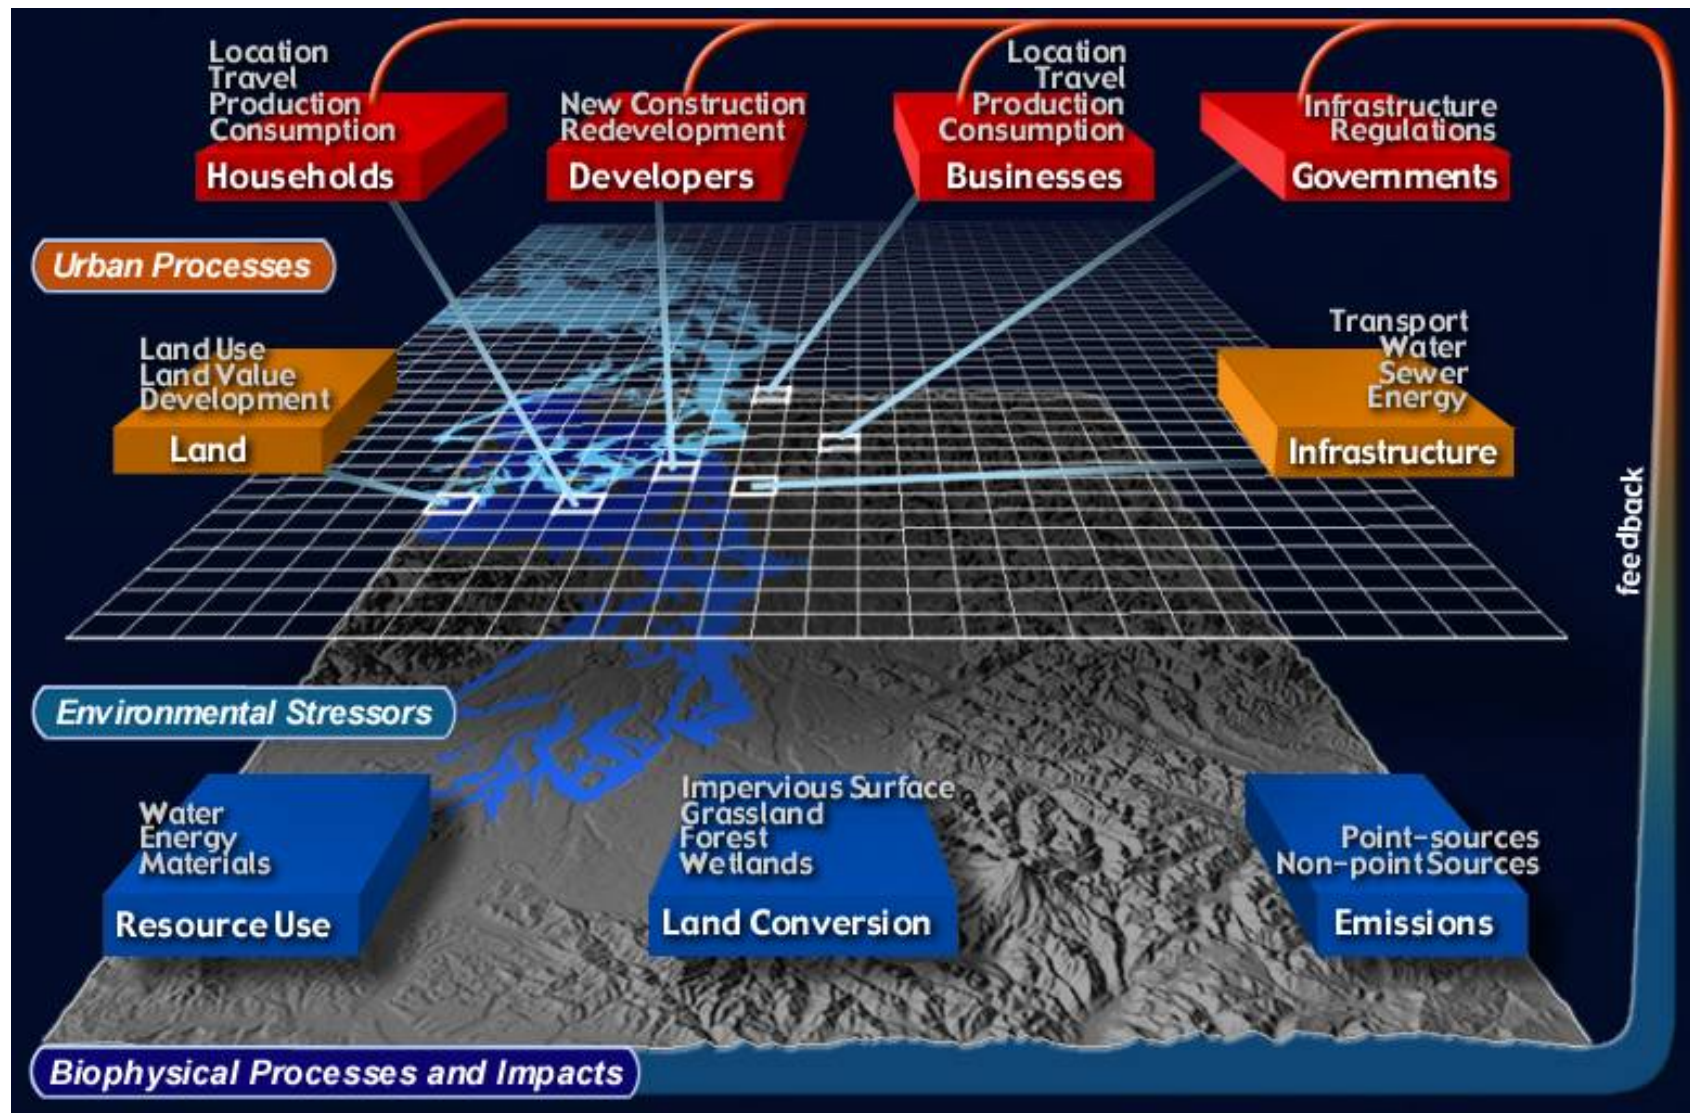 Location
Travel
Production
Consumption
Households
New Construction
Redevelopment
Developers
Location
Travel
Production
Consumption
Businesses
Infrastructure
Regulations
Governments
Urban Processes
Land Use
Land Value
Development
Land
Transport
Water
Sewer
Energy
Infrastructure
feedback
Environmental Stressors
Water
Energy
Materials
Resource Use
Impervious Surface
Grassland
Forest
Wetlands
Land Conversion
Point-sources
Non-point Sources
Emissions
Biophysical Processes and Impacts